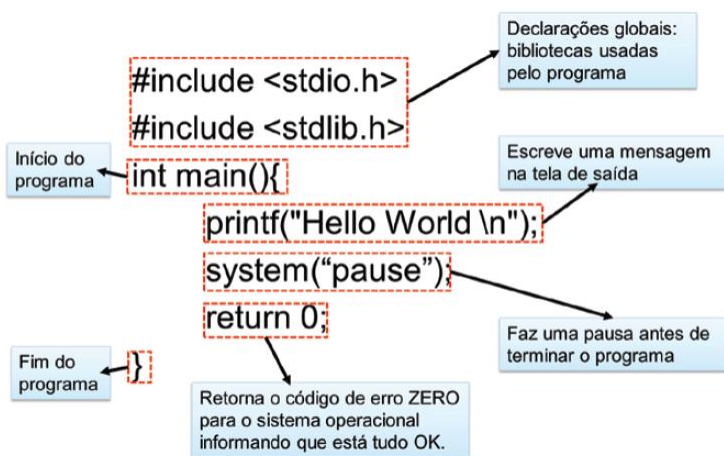 Declarações globais:
bibliotecas usadas
pelo programa
#include <stdio.h>
#include <stdlib.h>
Início do
programa
int main(){
Escreve uma mensagem
na tela de saída
printf("Hello World \n");
system(“pause”);
return 0;
Faz uma pausa antes de
terminar o programa
Fim do
programa
}
Retorna o código de erro ZERO
para o sistema operacional
informando que está tudo OK.